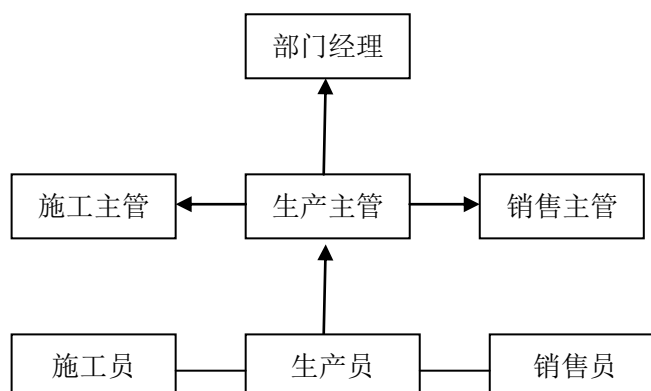 部门经理
施工主管
生产主管
销售主管
施工员
生产员
销售员